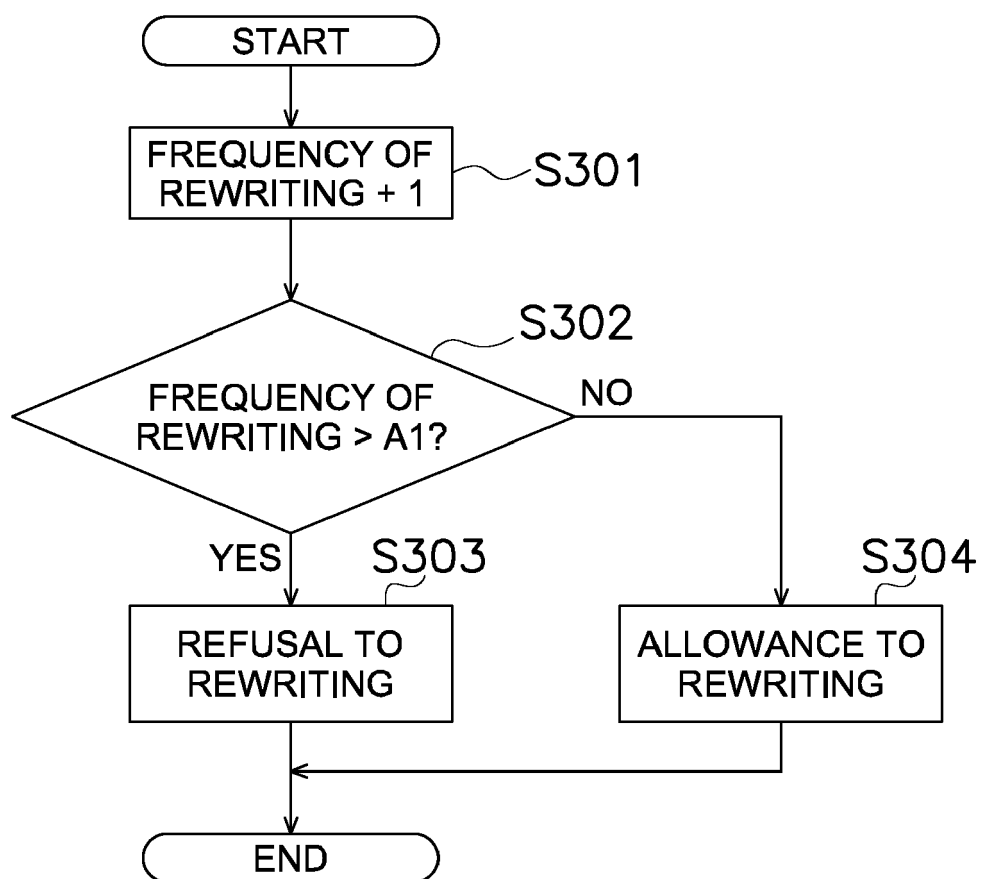 START
FREQUENCY OF
REWRITING + 1
S301
S302
FREQUENCY OF
REWRITING > A1?
NO
YES
S303
S304
REFUSAL TO
REWRITING
ALLOWANCE TO
REWRITING
END